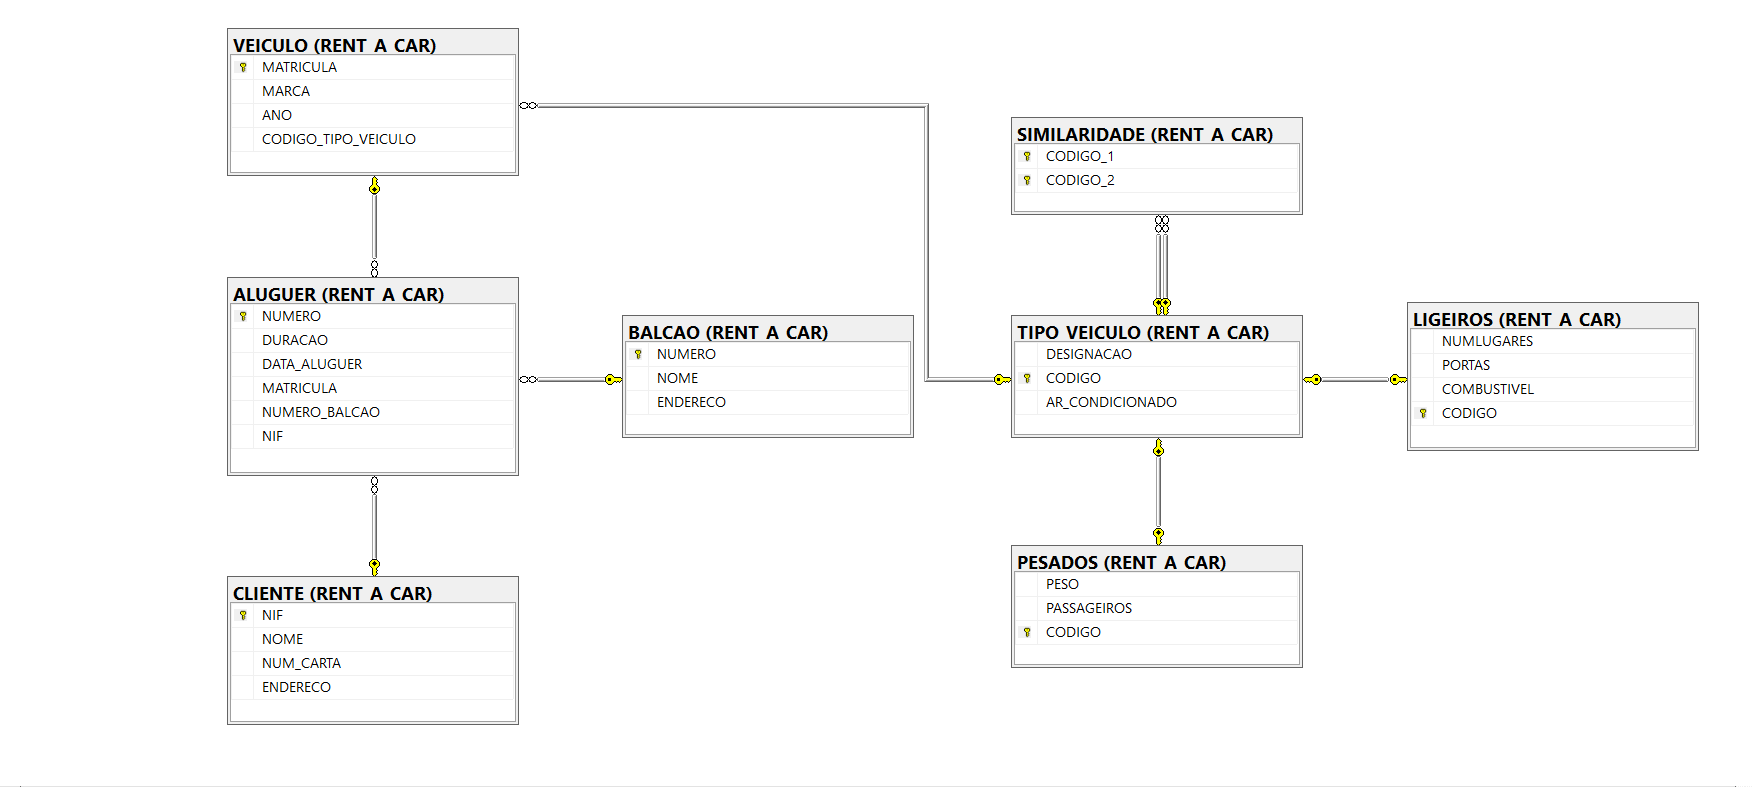 VEICULO (RENT_A_CAR)
MATRICULA
MARCA
ANO
CODIGO_TIPO_VEICULO
SIMILARIDADE (RENT_A_CAR)
CODIGO_1
CODIGO_2
ALUGUER (RENT_A_CAR)
NUMERO
DURACAO
DATA_ALUGUER
MATRICULA
NUMERO_BALCAO
NIF
BALCAO (RENT_A_CAR)
NUMERO
NOME
ENDERECO
TIPO_VEICULO (RENT_A_CAR)
DESIGNACAO
CODIGO
AR_CONDICIONADO
LIGEIROS (RENT_A_CAR)
NUMLUGARES
PORTAS
COMBUSTIVEL
CODIGO
CLIENTE (RENT_A_CAR)
NIF
NOME
NUM_CARTA
ENDERECO
PESADOS (RENT_A_CAR)
PESO
PASSAGEIROS
CODIGO